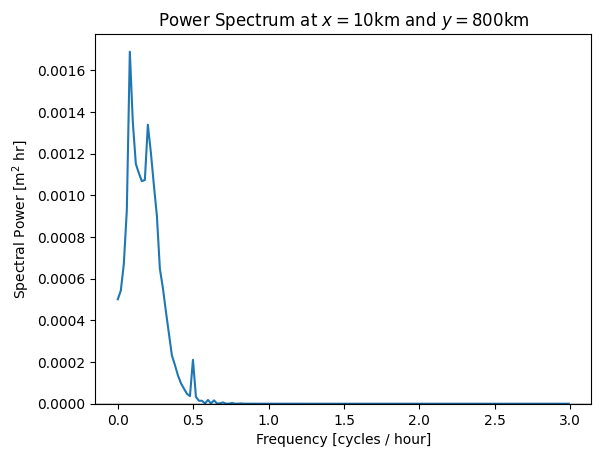 Power Spectrum at x = 10km and y = 800km
Spectral Power [m² hr]
0.0016
0.0014
0.0012
0.0010
0.0008
0.0006
0.0004
0.0002
0.0000
0.0 0.5 1.0 1.5 2.0 2.5 3.0
Frequency [cycles / hour]